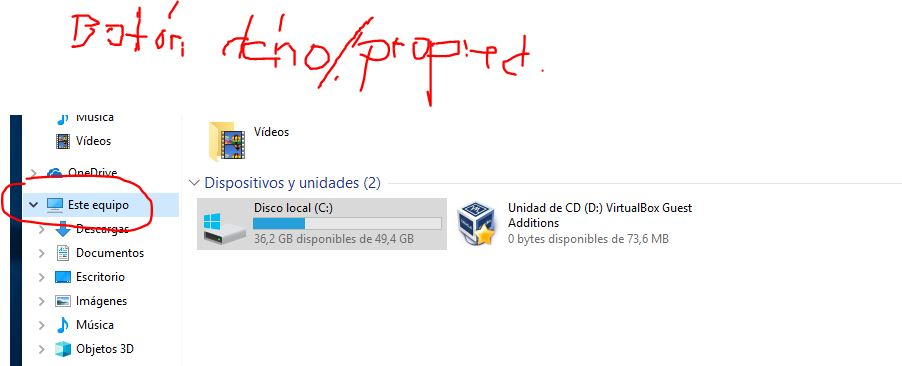 Botón dcho/propied.
Música
Vídeos
OneDrive
Este equipo
Descargas
Documentos
Escritorio
Imágenes
Música
Objetos 3D
Vídeos
Dispositivos y unidades (2)
Disco local (C:)
36,2 GB disponibles de 49,4 GB
Unidad de CD (D:) VirtualBox Guest
Additions
0 bytes disponibles de 73,6 MB